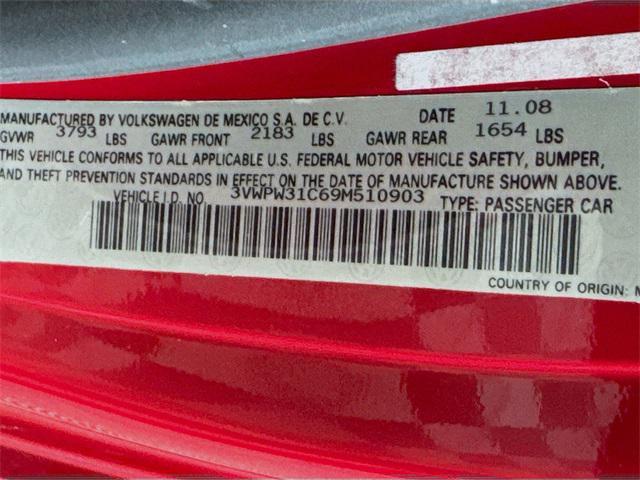 MANUFACTURED BY VOLKSWAGEN DE MEXICO S.A. DE C.V. DATE 11.08
GVWR 3793 LBS GAWR FRONT 2183 LBS GAWR REAR 1654 LBS
THIS VEHICLE CONFORMS TO ALL APPLICABLE U.S. FEDERAL MOTOR VEHICLE SAFETY, BUMPER,
AND THEFT PREVENTION STANDARDS IN EFFECT ON THE DATE OF MANUFACTURE SHOWN ABOVE.
VEHICLE I.D. NO. 3VWPW31C69M510903 TYPE: PASSENGER CAR
COUNTRY OF ORIGIN: M